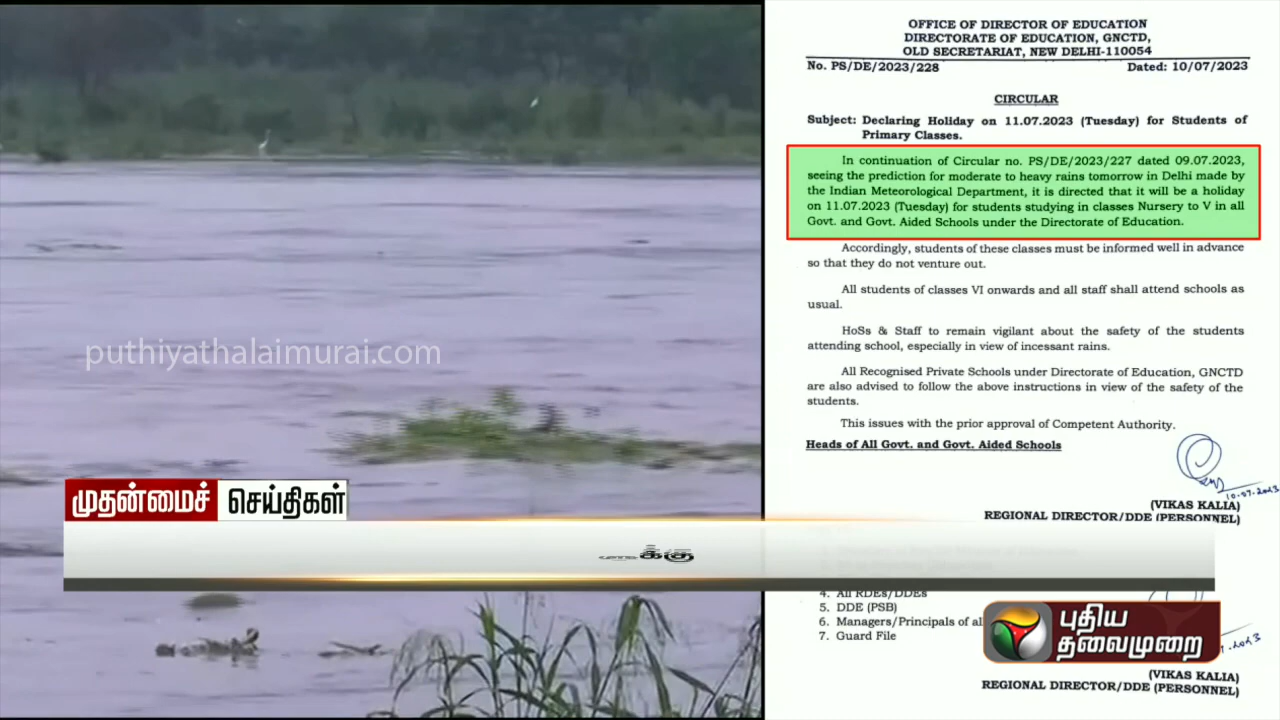 OFFICE OF DIRECTOR OF EDUCATION
DIRECTORATE OF EDUCATION, GNCTD,
OLD SECRETARIAT, NEW DELHI-110054
No. PS/DE/2023/228 Dated: 10/07/2023
CIRCULAR
Subject: Declaring Holiday on 11.07.2023 (Tuesday) for Students of
Primary Classes.
In continuation of Circular no. PS/DE/2023/227 dated 09.07.2023,
seeing the prediction for moderate to heavy rains tomorrow in Delhi made by
the Indian Meteorological Department, it is directed that it will be a holiday
on 11.07.2023 (Tuesday) for students studying in classes Nursery to V in all
Govt. and Govt. Aided Schools under the Directorate of Education.
Accordingly, students of these classes must be informed well in advance
so that they do not venture out.
All students of classes VI onwards and all staff shall attend schools as
usual.
HoSs & Staff to remain vigilant about the safety of the students
attending school, especially in view of incessant rains.
All Recognised Private Schools under Directorate of Education, GNCTD
are also advised to follow the above instructions in view of the safety of the
students.
This issues with the prior approval of Competent Authority.
Heads of All Govt. and Govt. Aided Schools
10.07.2023
(VIKAS KALIA)
REGIONAL DIRECTOR/DDE (PERSONNEL)
4. All RDEs/DDEs
5. DDE (PSB)
6. Managers/Principals of al
7. Guard File
(VIKAS KALIA)
REGIONAL DIRECTOR/DDE (PERSONNEL)
puthiyathalaimurai.com
முதன்மைச் செய்திகள்
க்கு
புதிய
தலைமுறை